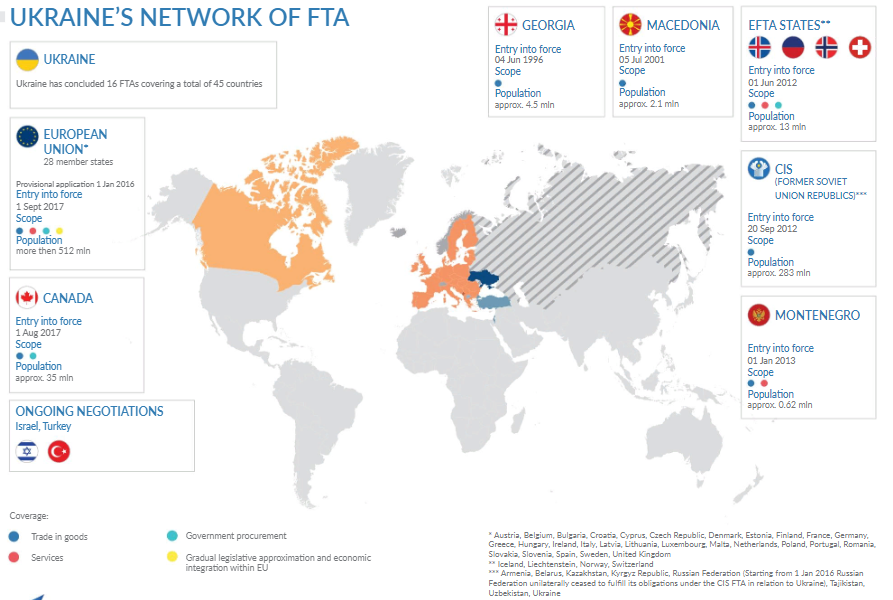 UKRAINE'S NETWORK OF FTA
UKRAINE
Ukraine has concluded 16 FTAs covering a total of 45 countries
EUROPEAN
UNION*
28 member states
Provisional application 1 Jan 2016
Entry into force
1 Sept 2017
Scope
Population
more then 512 mln
CANADA
Entry into force
1 Aug 2017
Scope
Population
approx. 35 mln
ONGOING NEGOTIATIONS
Israel, Turkey
GEORGIA
Entry into force
04 Jun 1996
Scope
Population
approx. 4.5 mln
MACEDONIA
Entry into force
05 Jul 2001
Scope
Population
approx. 2.1 mln
EFTA STATES**
Entry into force
01 Jun 2012
Scope
Population
approx. 13 mln
CIS
(FORMER SOVIET
UNION REPUBLICS)***
Entry into force
20 Sep 2012
Scope
Population
approx. 283 mln
MONTENEGRO
Entry into force
01 Jan 2013
Scope
Population
approx. 0.62 mln
Coverage:
Trade in goods
Services
Government procurement
Gradual legislative approximation and economic
integration within EU
* Austria, Belgium, Bulgaria, Croatia, Cyprus, Czech Republic, Denmark, Estonia, Finland, France, Germany,
Greece, Hungary, Ireland, Italy, Latvia, Lithuania, Luxembourg, Malta, Netherlands, Poland, Portugal, Romania,
Slovakia, Slovenia, Spain, Sweden, United Kingdom
** Iceland, Liechtenstein, Norway, Switzerland
*** Armenia, Belarus, Kazakhstan, Kyrgyz Republic, Russian Federation (Starting from 1 Jan 2016 Russian
Federation unilaterally ceased to fulfill its obligations under the CIS FTA in relation to Ukraine), Tajikistan,
Uzbekistan, Ukraine